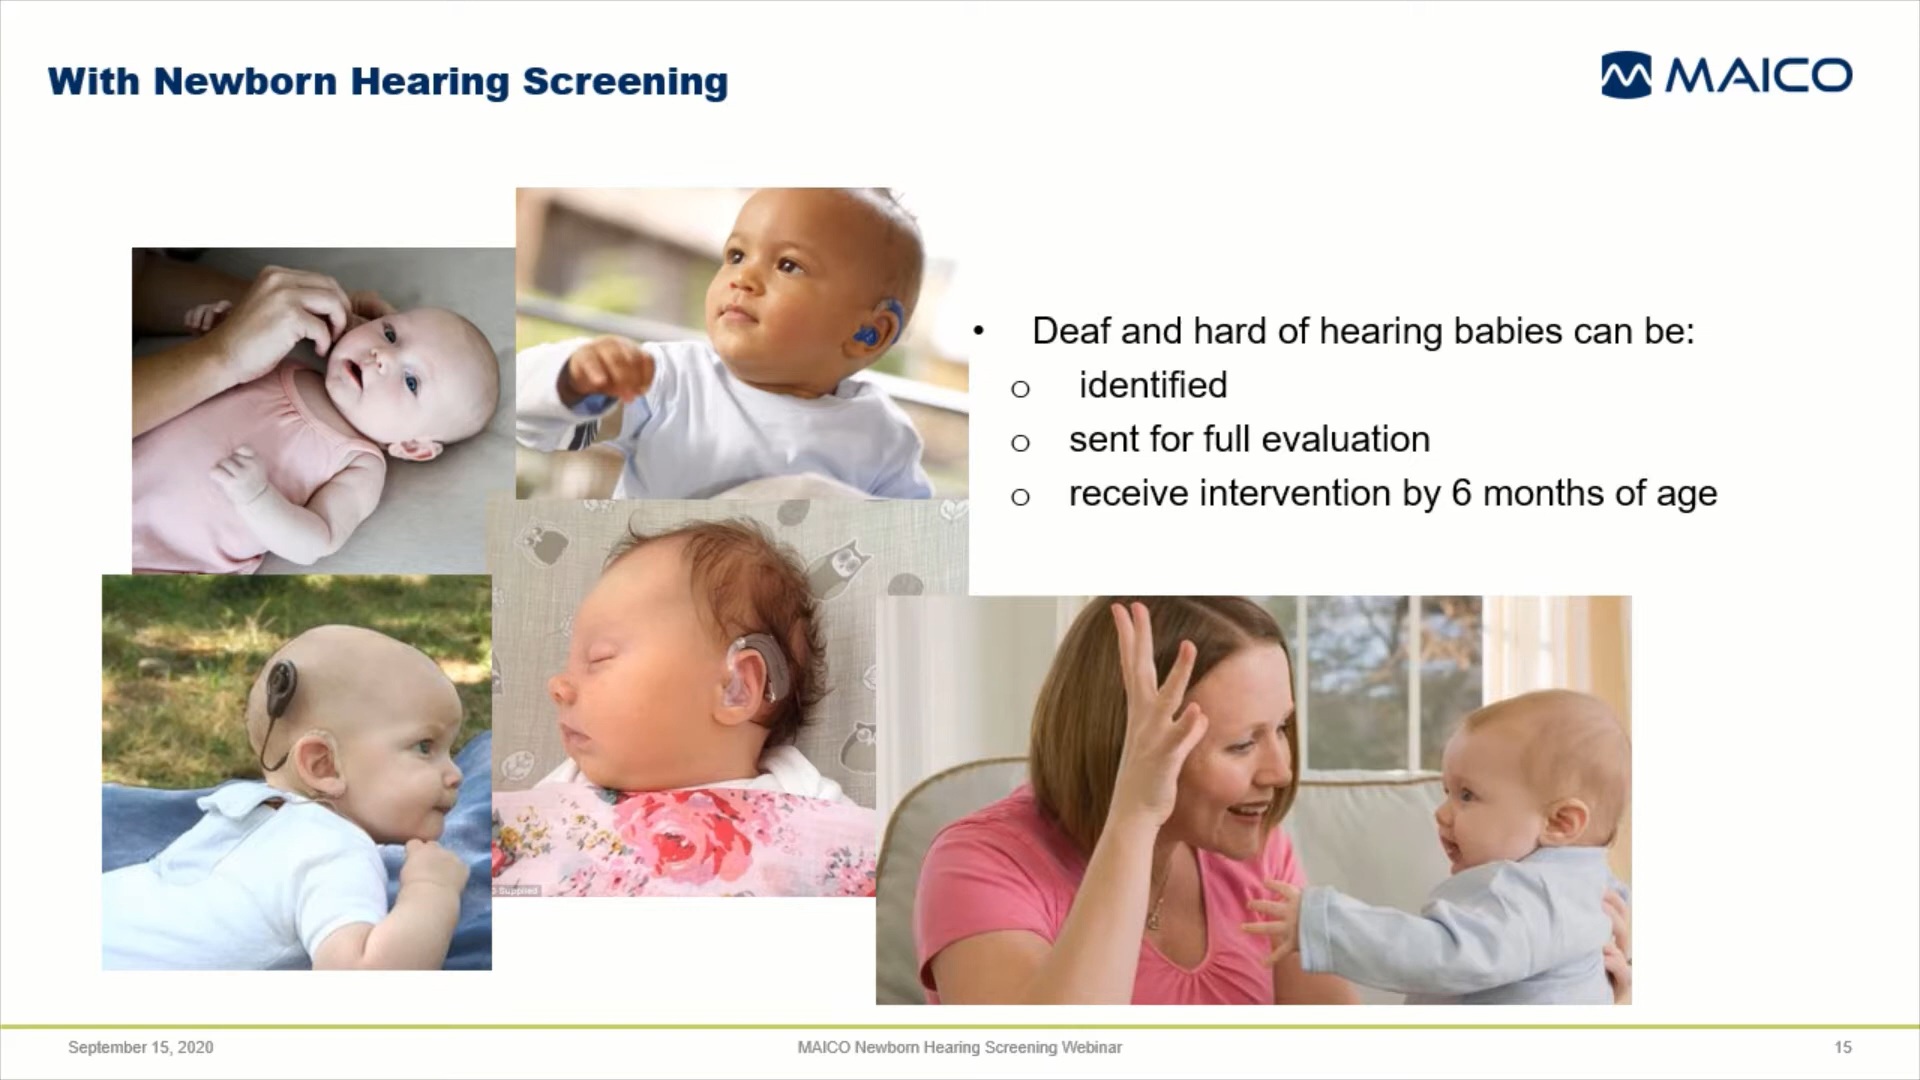 With Newborn Hearing Screening
MAICO
• Deaf and hard of hearing babies can be:
o identified
o sent for full evaluation
o receive intervention by 6 months of age
Supplied
September 15, 2020
MAICO Newborn Hearing Screening Webinar
15